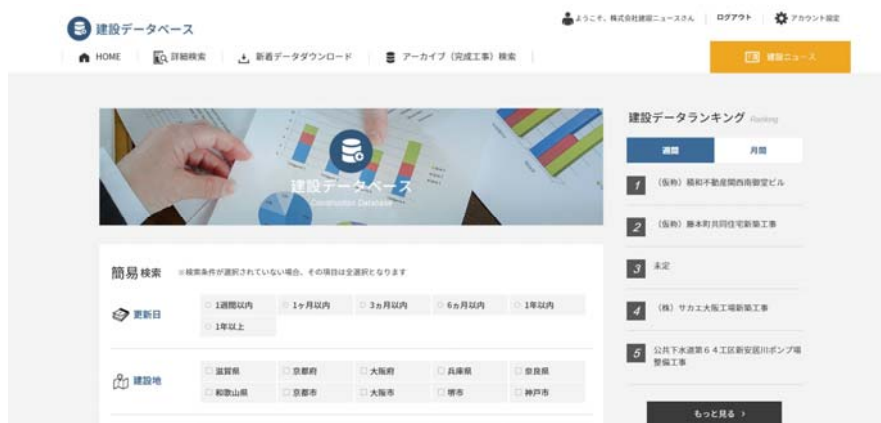 建設データベース
ようこそ、株式会社建設ニュースさん
ログアウト
アカウント設定
HOME
詳細検索
新着データダウンロード
アーカイブ（完成工事）検索
建設ニュース
建設データベース
Construction Database
簡易検索 ※検索条件が選択されていない場合、その項目は全選択となります
更新日
1週間以内 1ヶ月以内 3ヵ月以内 6ヵ月以内 1年以内
1年以上
建設地
滋賀県 京都府 大阪府 兵庫県 奈良県
和歌山県 京都市 大阪市 堺市 神戸市
建設データランキング Ranking
週間 月間
1 （仮称）積和不動産関西南御堂ビル
2 （仮称）藤本町共同住宅新築工事
3 未定
4 （株）サカエ大阪工場新築工事
5 公共下水道第６４工区新安居川ポンプ場
整備工事
もっと見る